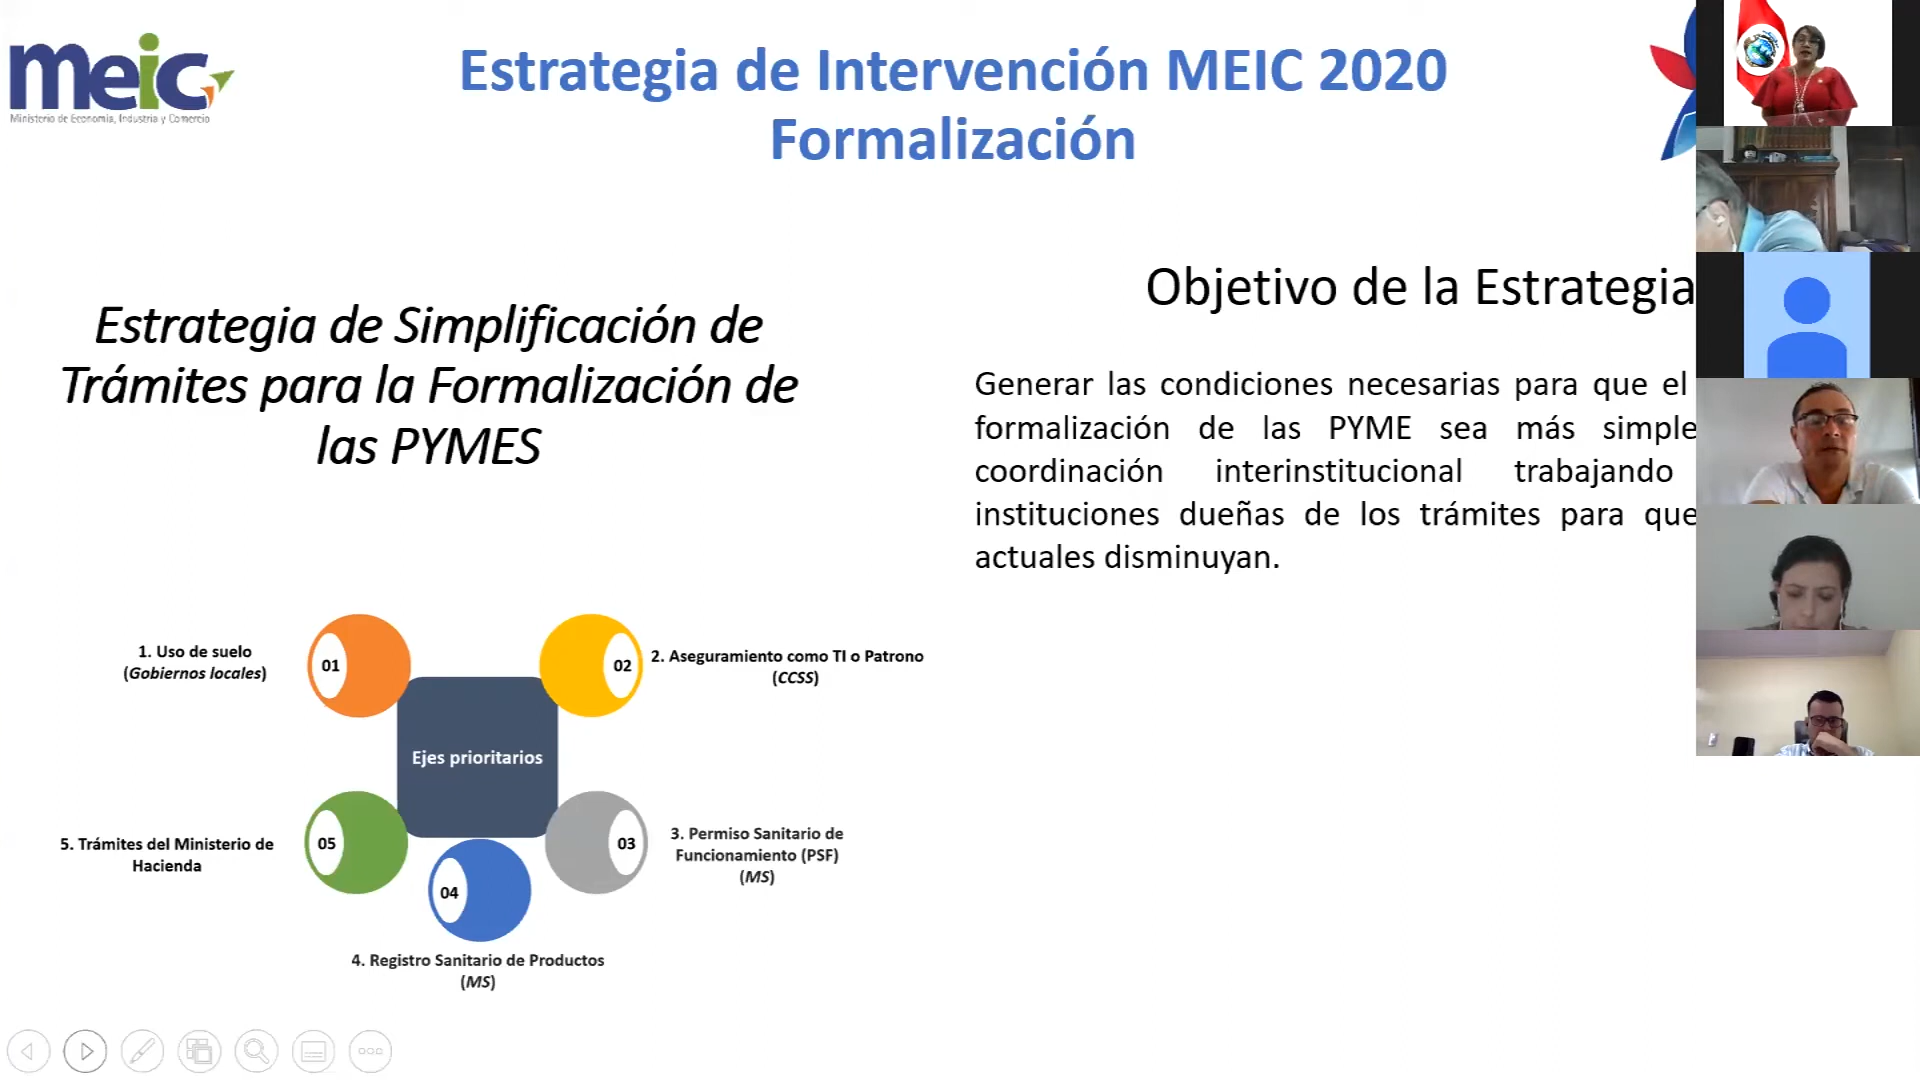 meic
Ministerio de Economía, Industria y Comercio
Estrategia de Intervención MEIC 2020
Formalización
Estrategia de Simplificación de
Trámites para la Formalización de
las PYMES
Objetivo de la Estrategia
Generar las condiciones necesarias para que el
formalización de las PYME sea más simple
coordinación interinstitucional trabajando
instituciones dueñas de los trámites para que
actuales disminuyan.
1. Uso de suelo
(Gobiernos locales)
01
02
2. Aseguramiento como TI o Patrono
(CCSS)
Ejes prioritarios
5. Trámites del Ministerio de
Hacienda
05
04
03
3. Permiso Sanitario de
Funcionamiento (PSF)
(MS)
4. Registro Sanitario de Productos
(MS)